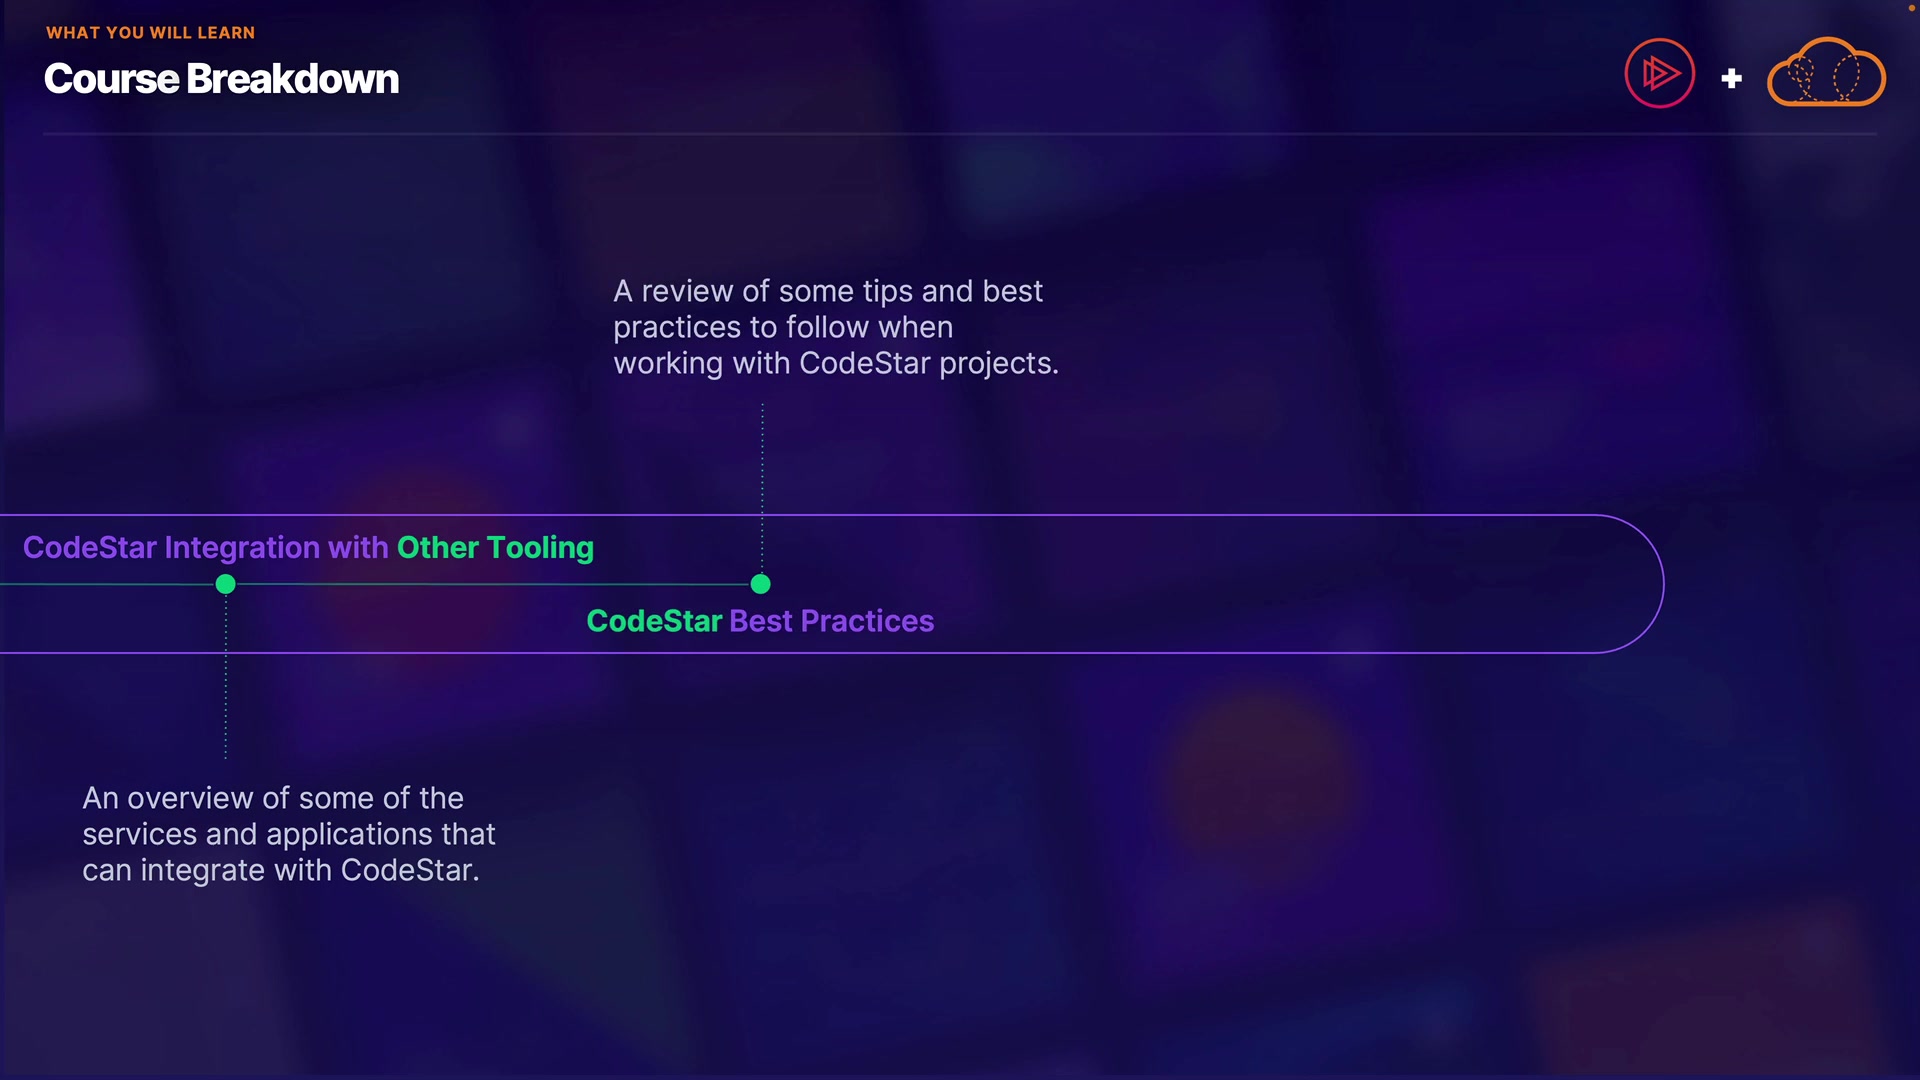 WHAT YOU WILL LEARN
Course Breakdown
A review of some tips and best
practices to follow when
working with CodeStar projects.
CodeStar Integration with Other Tooling
CodeStar Best Practices
An overview of some of the
services and applications that
can integrate with CodeStar.